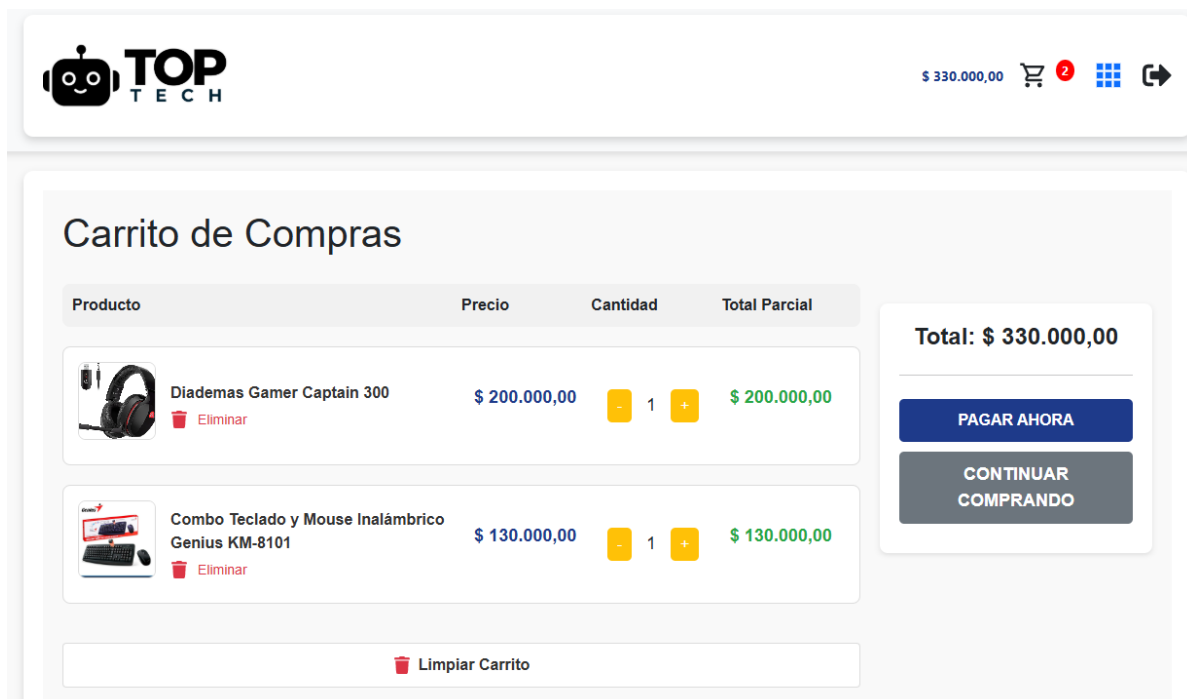 TOP
TECH
$ 330.000,00
2
Carrito de Compras
Producto Precio Cantidad Total Parcial
Diademas Gamer Captain 300
Eliminar
$ 200.000,00
- 1 +
$ 200.000,00
Combo Teclado y Mouse Inalámbrico
Genius KM-8101
Eliminar
$ 130.000,00
- 1 +
$ 130.000,00
Limpiar Carrito
Total: $ 330.000,00
PAGAR AHORA
CONTINUAR
COMPRANDO